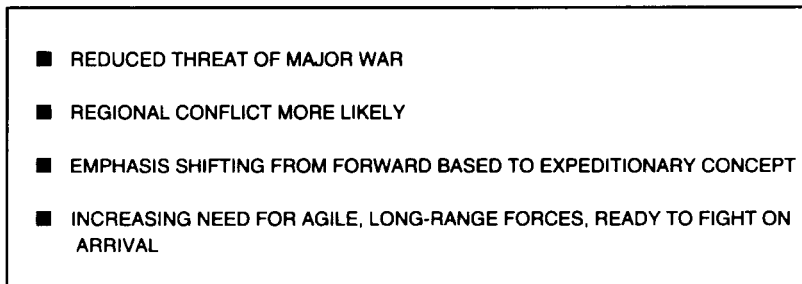 ■ REDUCED THREAT OF MAJOR WAR
■ REGIONAL CONFLICT MORE LIKELY
■ EMPHASIS SHIFTING FROM FORWARD BASED TO EXPEDITIONARY CONCEPT
■ INCREASING NEED FOR AGILE, LONG-RANGE FORCES, READY TO FIGHT ON
ARRIVAL